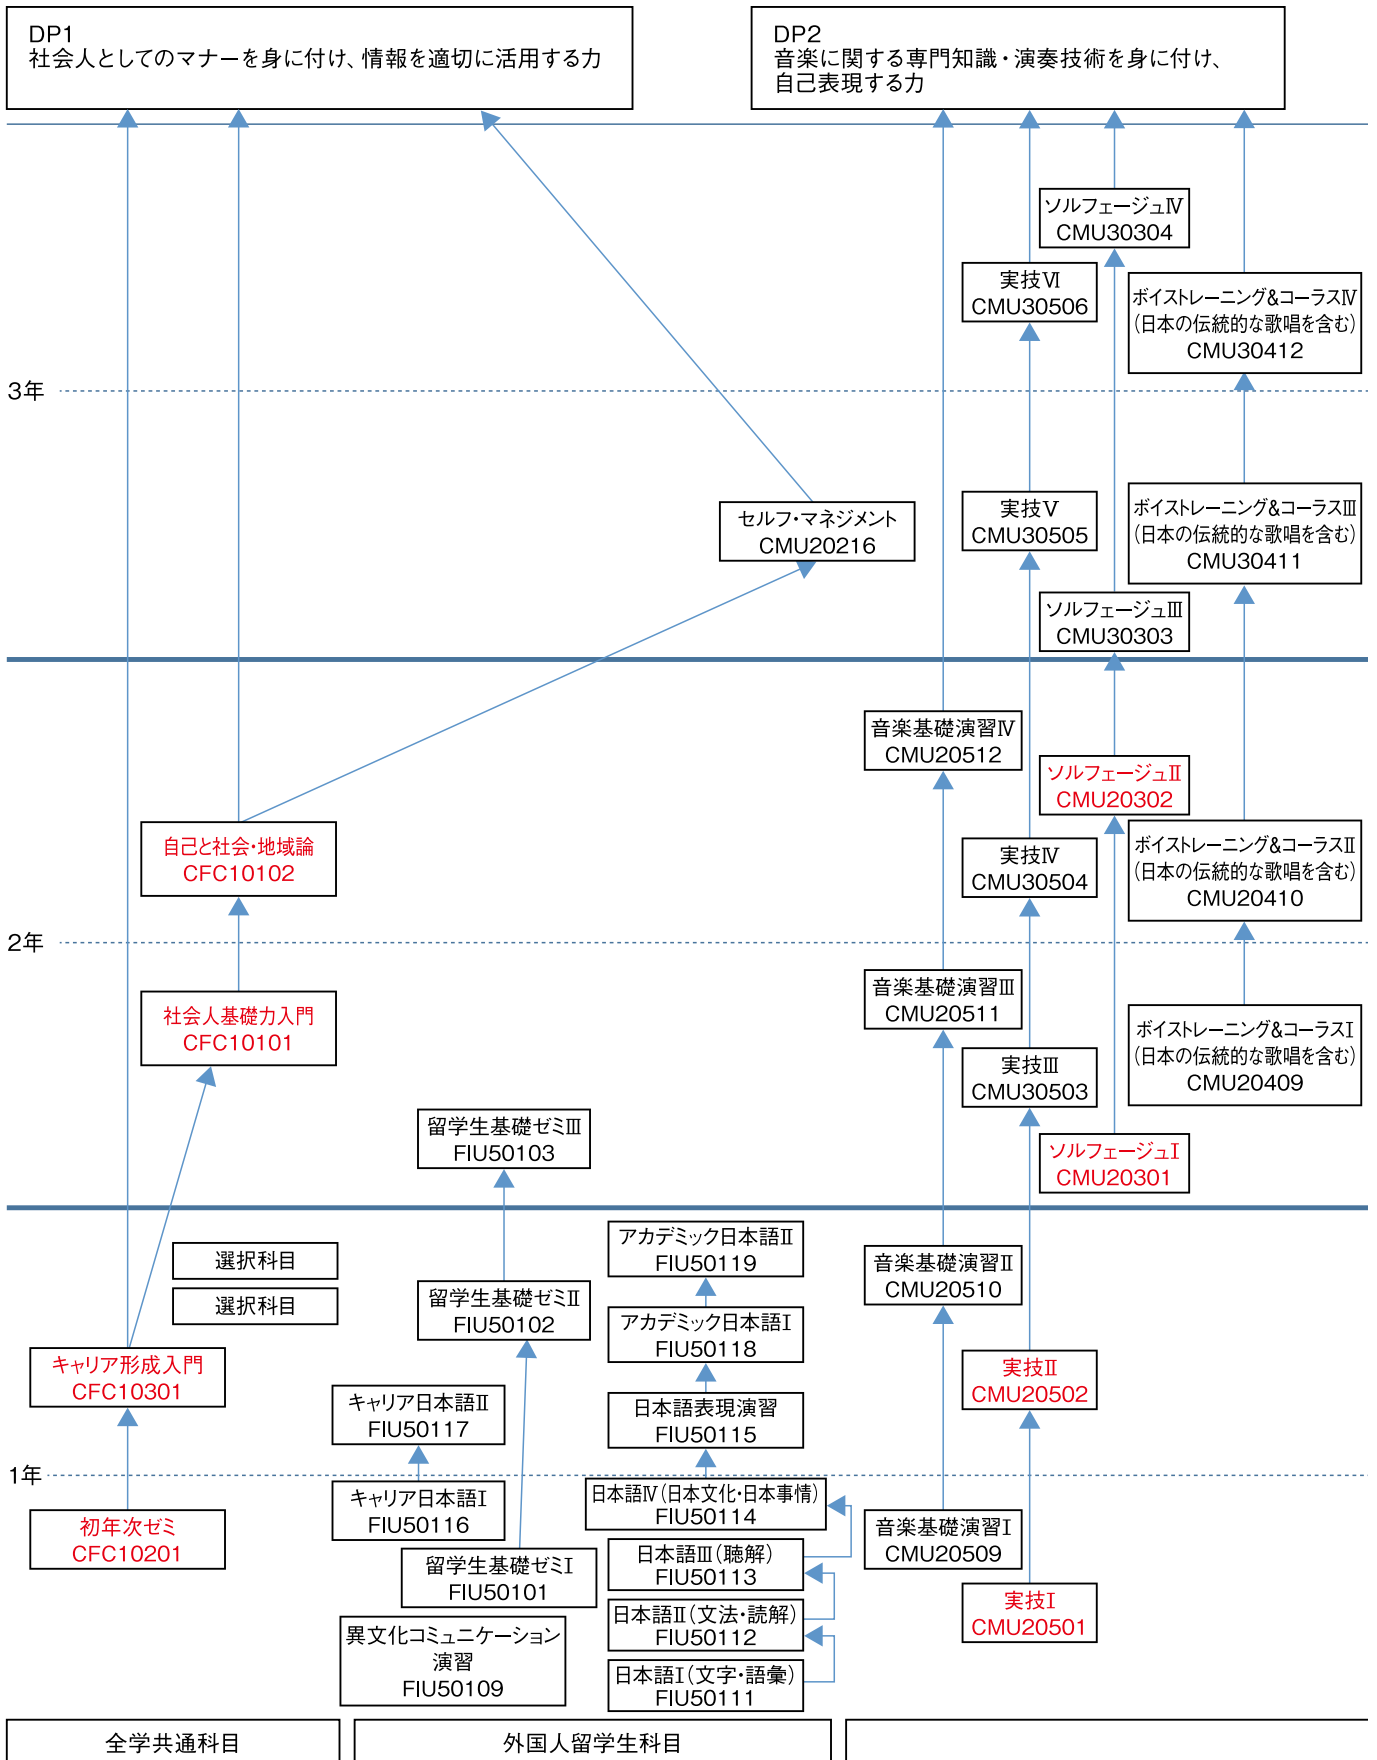 DP1
社会人としてのマナーを身に付け、情報を適切に活用する力
DP2
音楽に関する専門知識・演奏技術を身に付け、
自己表現する力
ソルフェージュⅣ
CMU30304
実技Ⅵ
CMU30506
ボイストレーニング&コーラスⅣ
(日本の伝統的な歌唱を含む)
CMU30412
3年
セルフ・マネジメント
CMU20216
実技Ⅴ
CMU30505
ボイストレーニング&コーラスⅢ
(日本の伝統的な歌唱を含む)
CMU30411
ソルフェージュⅢ
CMU30303
音楽基礎演習Ⅳ
CMU20512
ソルフェージュⅡ
CMU20302
自己と社会・地域論
CFC10102
実技Ⅳ
CMU30504
ボイストレーニング&コーラスⅡ
(日本の伝統的な歌唱を含む)
CMU20410
2年
社会人基礎力入門
CFC10101
音楽基礎演習Ⅲ
CMU20511
実技Ⅲ
CMU30503
ボイストレーニング&コーラスⅠ
(日本の伝統的な歌唱を含む)
CMU20409
留学生基礎ゼミⅢ
FIU50103
ソルフェージュⅠ
CMU20301
選択科目
選択科目
留学生基礎ゼミⅡ
FIU50102
アカデミック日本語Ⅱ
FIU50119
音楽基礎演習Ⅱ
CMU20510
アカデミック日本語Ⅰ
FIU50118
キャリア形成入門
CFC10301
実技Ⅱ
CMU20502
キャリア日本語Ⅱ
FIU50117
日本語表現演習
FIU50115
1年
キャリア日本語Ⅰ
FIU50116
日本語Ⅳ(日本文化・日本事情)
FIU50114
初年次ゼミ
CFC10201
音楽基礎演習Ⅰ
CMU20509
留学生基礎ゼミⅠ
FIU50101
日本語Ⅲ(聴解)
FIU50113
実技Ⅰ
CMU20501
日本語Ⅱ(文法・読解)
FIU50112
異文化コミュニケーション
演習
FIU50109
日本語Ⅰ(文字・語彙)
FIU50111
全学共通科目
外国人留学生科目